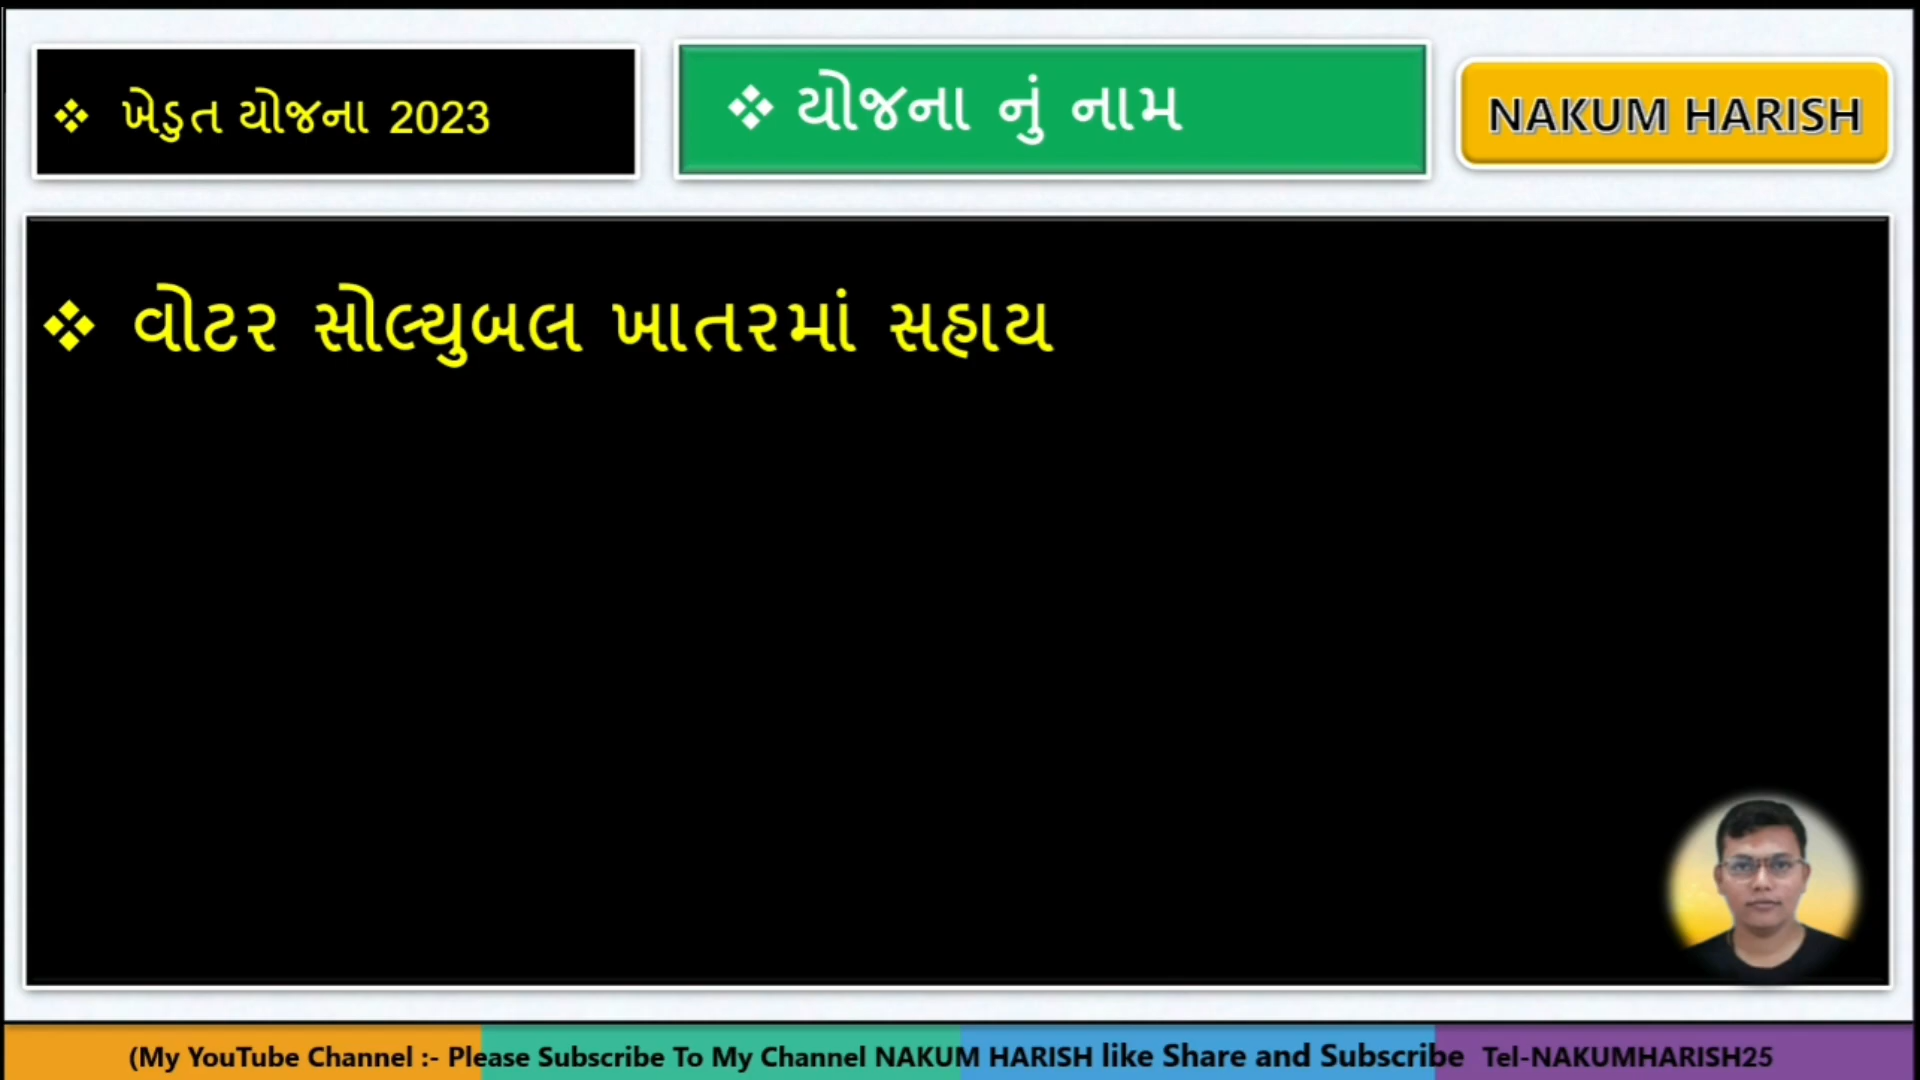 ❖ ખેડુત યોજના 2023
❖ યોજના નું નામ
NAKUM HARISH
❖ વોટર સોલ્યુબલ ખાતરમાં સહાય
(My YouTube Channel :- Please Subscribe To My Channel NAKUM HARISH like Share and Subscribe Tel-NAKUMHARISH25